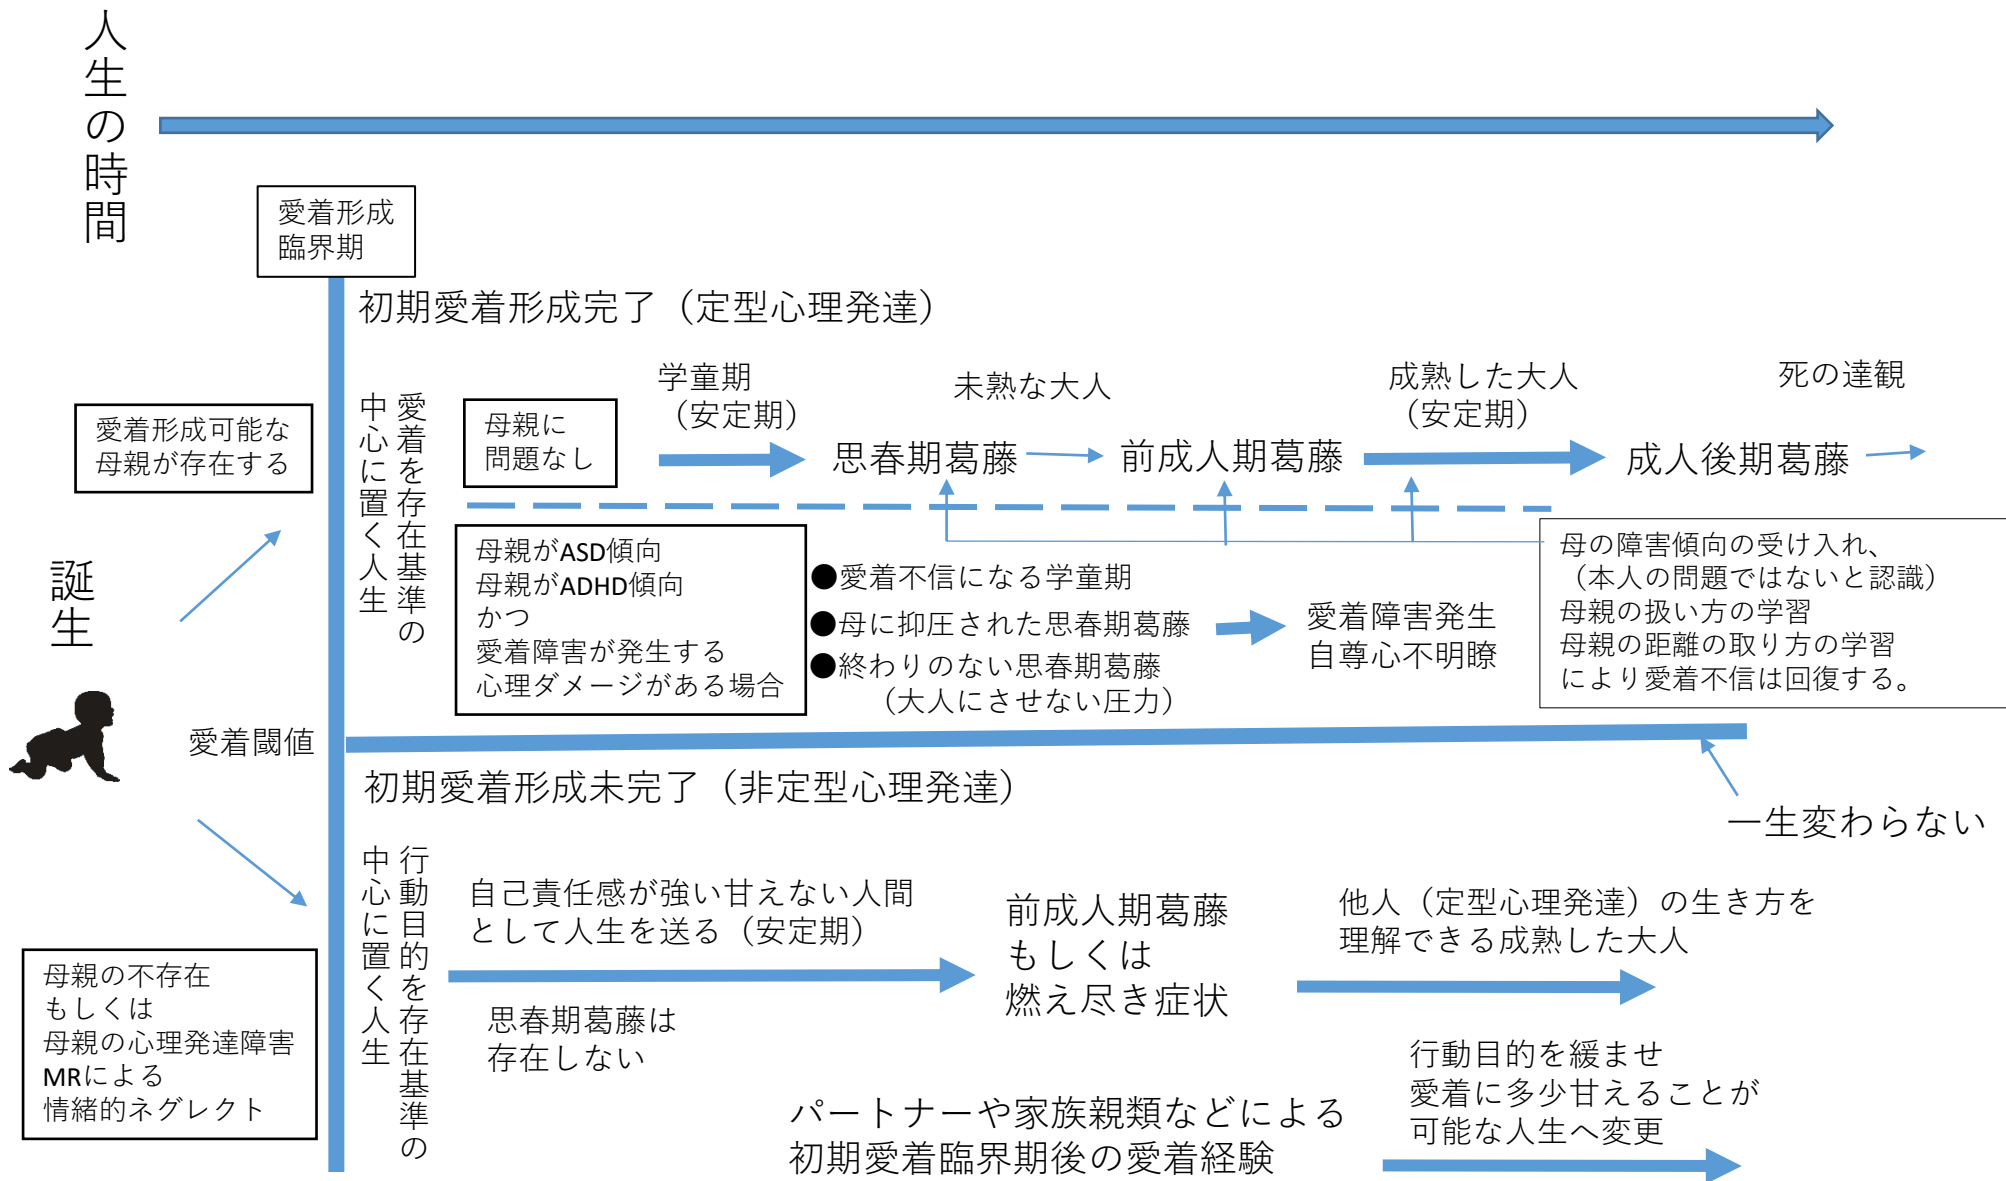 人生の時間
愛着形成
臨界期
初期愛着形成完了（定型心理発達）
愛着形成可能な
母親が存在する
愛着を存在基準の
中心に置く人生
母親に
問題なし
学童期
（安定期）
思春期葛藤
未熟な大人
前成人期葛藤
成熟した大人
（安定期）
成人後期葛藤
死の達観
母親がASD傾向
母親がADHD傾向
かつ
愛着障害が発生する
心理ダメージがある場合
●愛着不信になる学童期
●母に抑圧された思春期葛藤
●終わりのない思春期葛藤
（大人にさせない圧力）
愛着障害発生
自尊心不明瞭
母の障害傾向の受け入れ、
（本人の問題ではないと認識）
母親の扱い方の学習
母親の距離の取り方の学習
により愛着不信は回復する。
誕生
愛着閾値
初期愛着形成未完了（非定型心理発達）
一生変わらない
母親の不存在
もしくは
母親の心理発達障害
MRによる
情緒的ネグレクト
行動目的を存在基準の
中心に置く人生
自己責任感が強い甘えない人間
として人生を送る（安定期）
思春期葛藤は
存在しない
前成人期葛藤
もしくは
燃え尽き症状
他人（定型心理発達）の生き方を
理解できる成熟した大人
パートナーや家族親類などによる
初期愛着臨界期後の愛着経験
行動目的を緩ませ
愛着に多少甘えることが
可能な人生へ変更